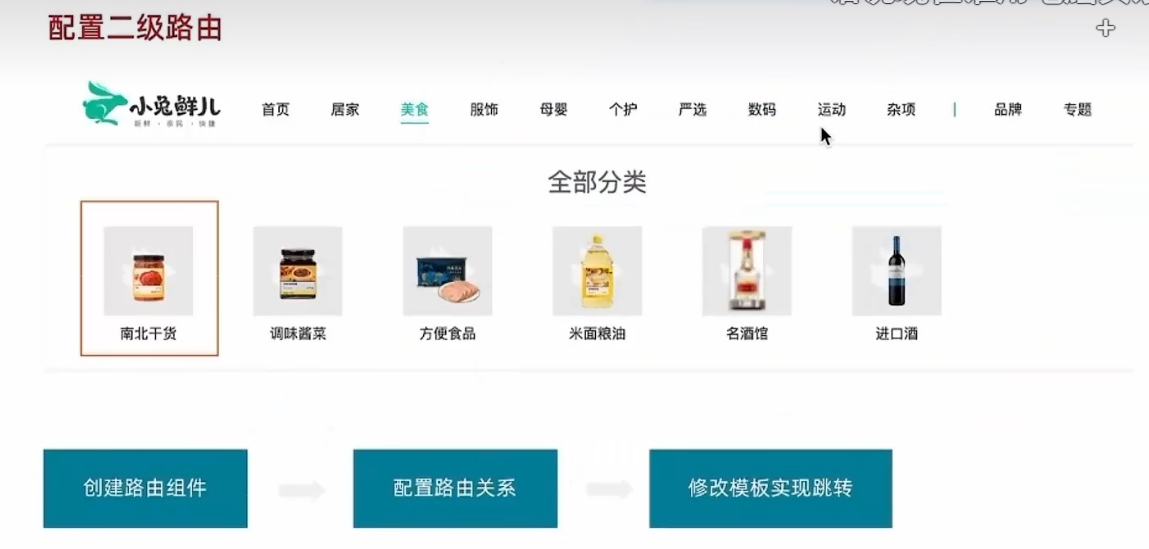 配置二级路由
小兔鲜儿
新鲜·惠民·快捷
首页 居家 美食 服饰 母婴 个护 严选 数码 运动 杂项 | 品牌 专题
全部分类
南北干货 调味酱菜 方便食品 米面粮油 名酒馆 进口酒
创建路由组件 配置路由关系 修改模板实现跳转